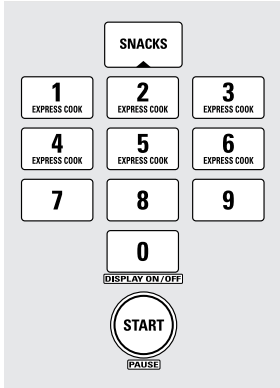 SNACKS
1 2 3
EXPRESS COOK EXPRESS COOK EXPRESS COOK
4 5 6
EXPRESS COOK EXPRESS COOK EXPRESS COOK
7 8 9
0
DISPLAY ON/OFF
START
PAUSE